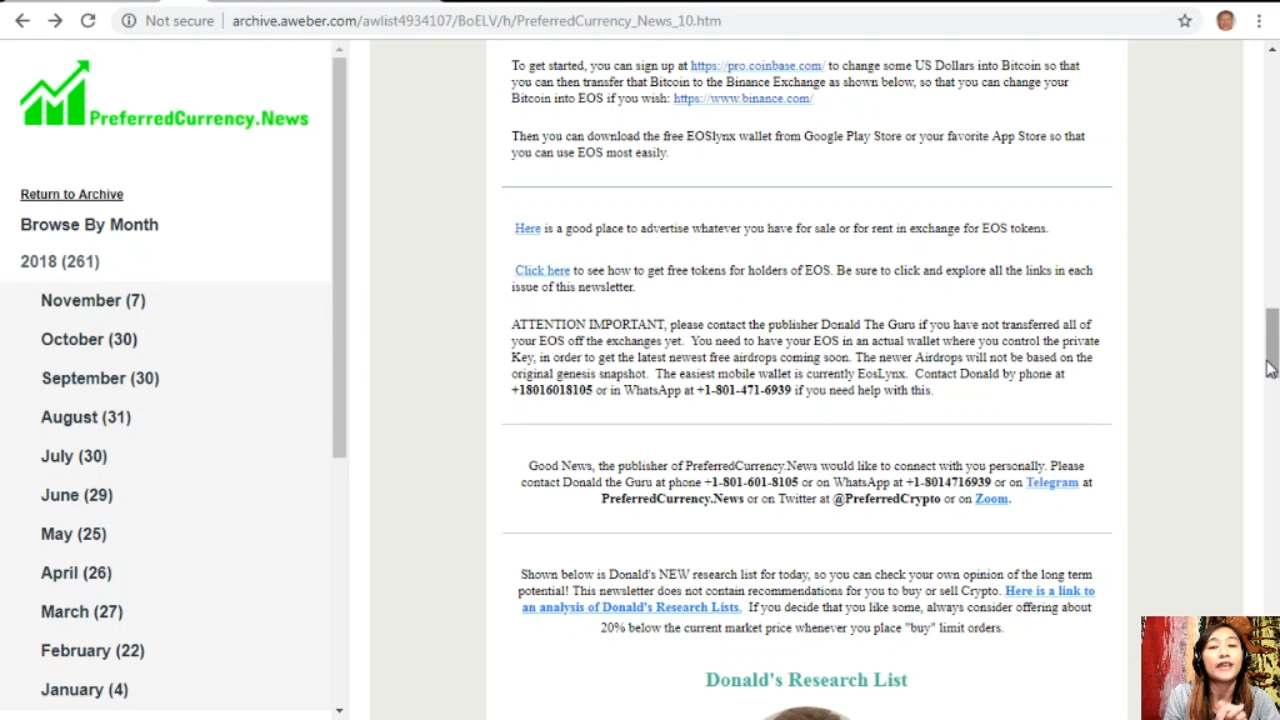 Not secure | archive.aweber.com/awlist4934107/BoELV/h/PreferredCurrency_News_10.htm
PreferredCurrency.News
Return to Archive
Browse By Month
2018 (261)
November (7)
October (30)
September (30)
August (31)
July (30)
June (29)
May (25)
April (26)
March (27)
February (22)
January (4)
To get started, you can sign up at https://pro.coinbase.com/ to change some US Dollars into Bitcoin so that
you can then transfer that Bitcoin to the Binance Exchange as shown below, so that you can change your
Bitcoin into EOS if you wish: https://www.binance.com/
Then you can download the free EOSlynx wallet from Google Play Store or your favorite App Store so that
you can use EOS most easily.
Here is a good place to advertise whatever you have for sale or for rent in exchange for EOS tokens.
Click here to see how to get free tokens for holders of EOS. Be sure to click and explore all the links in each
issue of this newsletter.
ATTENTION IMPORTANT, please contact the publisher Donald The Guru if you have not transferred all of
your EOS off the exchanges yet. You need to have your EOS in an actual wallet where you control the private
Key, in order to get the latest newest free airdrops coming soon. The newer Airdrops will not be based on the
original genesis snapshot. The easiest mobile wallet is currently EosLynx. Contact Donald by phone at
+18016018105 or in WhatsApp at +1-801-471-6939 if you need help with this.
Good News, the publisher of PreferredCurrency.News would like to connect with you personally. Please
contact Donald the Guru at phone +1-801-601-8105 or on WhatsApp at +1-8014716939 or on Telegram at
PreferredCurrency.News or on Twitter at @PreferredCrypto or on Zoom.
Shown below is Donald's NEW research list for today, so you can check your own opinion of the long term
potential! This newsletter does not contain recommendations for you to buy or sell Crypto. Here is a link to
an analysis of Donald's Research Lists. If you decide that you like some, always consider offering about
20% below the current market price whenever you place "buy" limit orders.
Donald's Research List